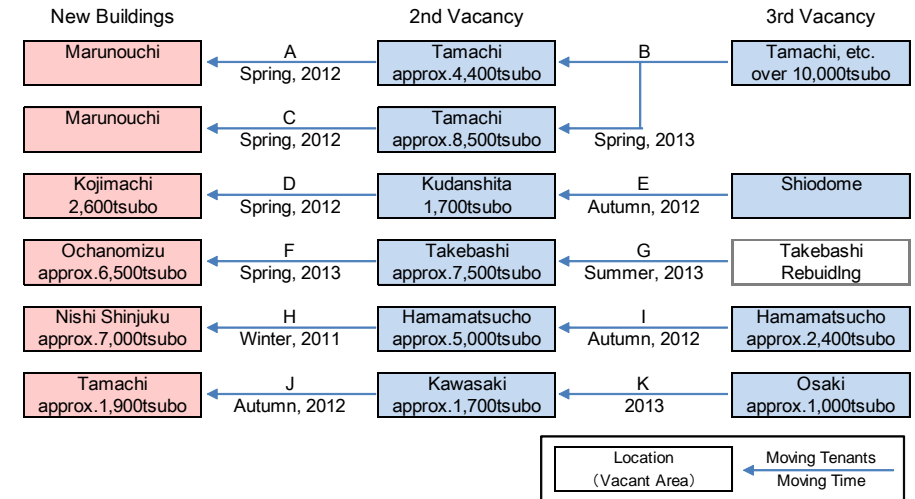 New Buildings 2nd Vacancy 3rd Vacancy
Marunouchi
A
Spring, 2012
Tamachi
approx.4,400tsubo
B
Tamachi, etc.
over 10,000tsubo
Marunouchi
C
Spring, 2012
Tamachi
approx.8,500tsubo
Spring, 2013
Kojimachi
2,600tsubo
D
Spring, 2012
Kudanshita
1,700tsubo
E
Autumn, 2012
Shiodome
Ochanomizu
approx.6,500tsubo
F
Spring, 2013
Takebashi
approx.7,500tsubo
G
Summer, 2013
Takebashi
RebuidIng
Nishi Shinjuku
approx.7,000tsubo
H
Winter, 2011
Hamamatsucho
approx.5,000tsubo
I
Autumn, 2012
Hamamatsucho
approx.2,400tsubo
Tamachi
approx.1,900tsubo
J
Autumn, 2012
Kawasaki
approx.1,700tsubo
K
2013
Osaki
approx.1,000tsubo
Location
（Vacant Area）
Moving Tenants
Moving Time